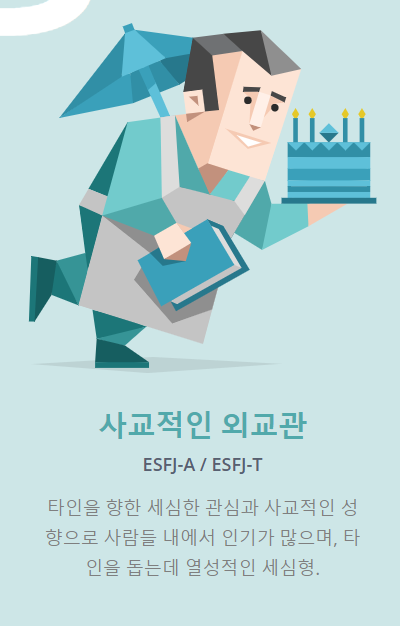 사교적인 외교관
ESFJ-A / ESFJ-T
타인을 향한 세심한 관심과 사교적인 성
향으로 사람들 내에서 인기가 많으며, 타
인을 돕는데 열성적인 세심형.